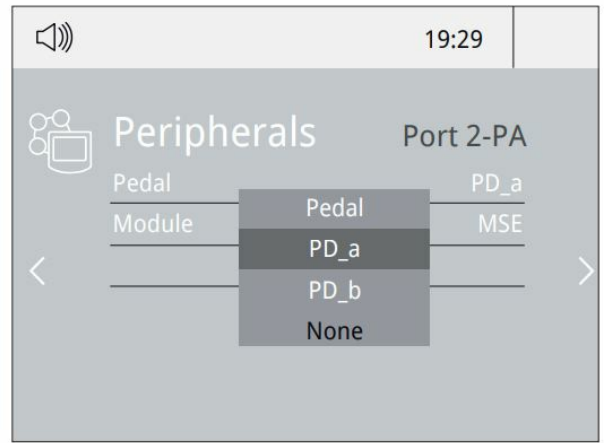 19:29
Peripherals Port 2-PA
Pedal PD_a
Module MSE
Pedal
PD_a
PD_b
None